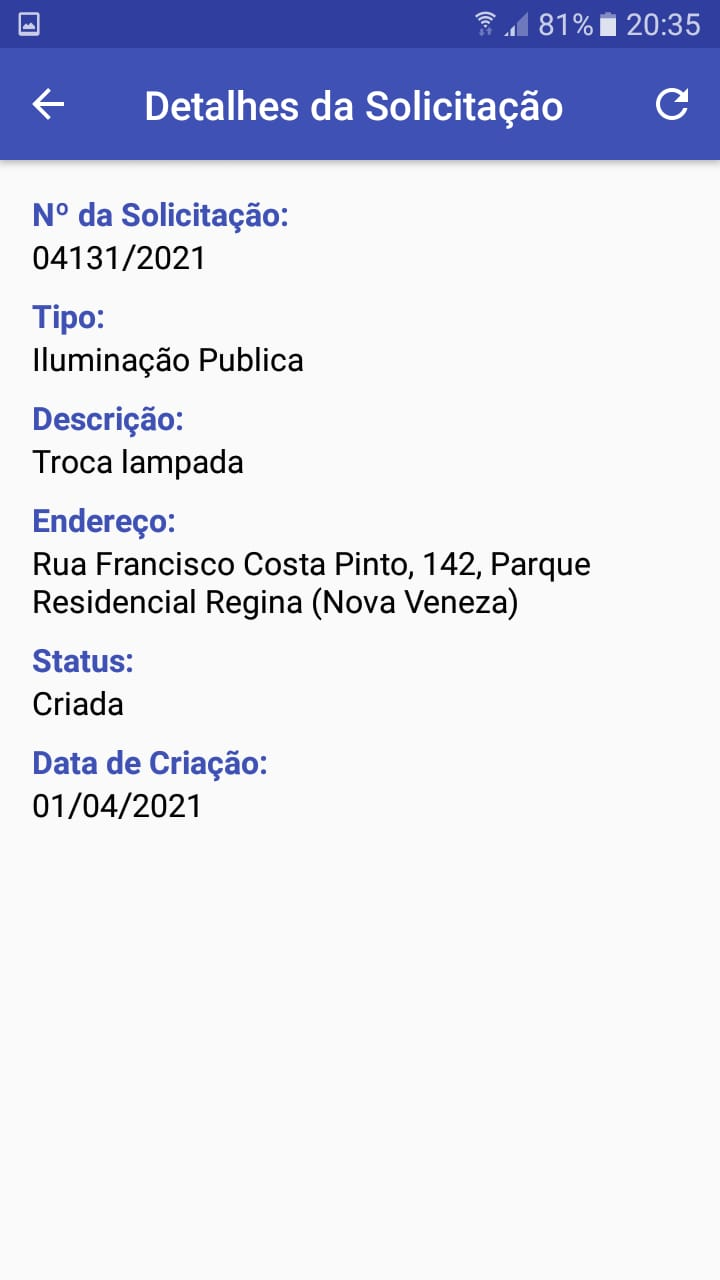 81% 20:35
Detalhes da Solicitação
Nº da Solicitação:
04131/2021
Tipo:
Iluminação Publica
Descrição:
Troca lampada
Endereço:
Rua Francisco Costa Pinto, 142, Parque
Residencial Regina (Nova Veneza)
Status:
Criada
Data de Criação:
01/04/2021